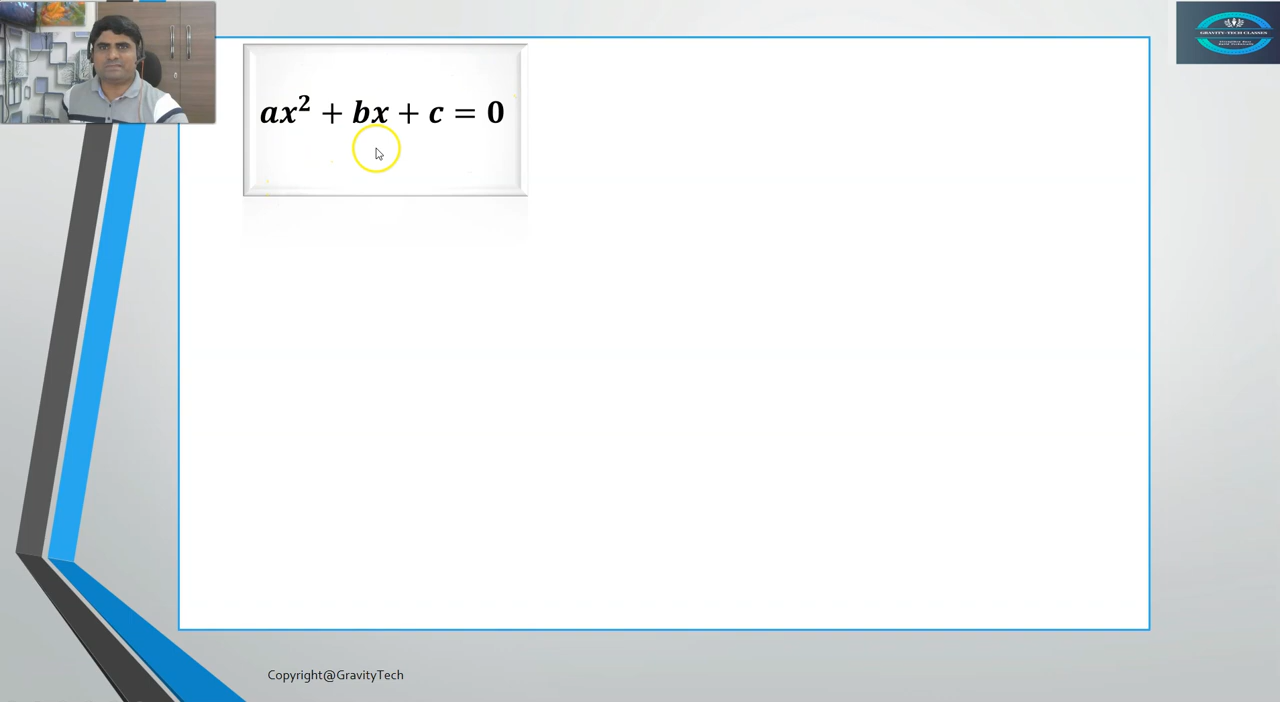 GRAVITY-TECH CLASSES
ax² + bx + c = 0
Copyright@GravityTech